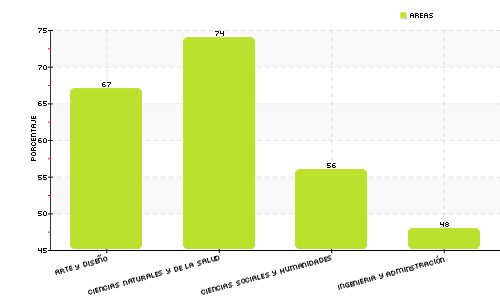 AREAS
75
70
65
60
55
50
45
PORCENTAJE
67
74
56
48
ARTE Y DISEÑO
CIENCIAS NATURALES Y DE LA SALUD
CIENCIAS SOCIALES Y HUMANIDADES
INGENIERIA Y ADMINSTRACIÓN